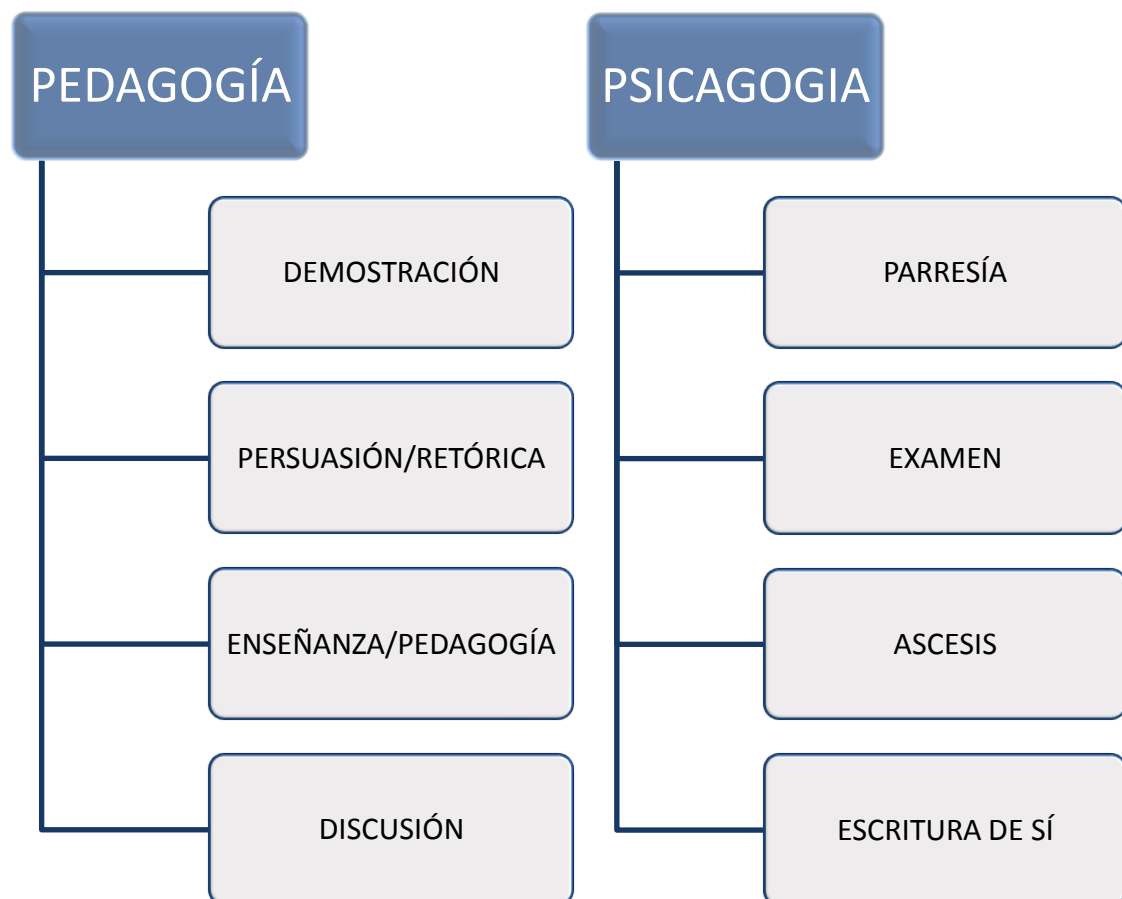 PEDAGOGÍA
DEMOSTRACIÓN
PERSUASIÓN/RETÓRICA
ENSEÑANZA/PEDAGOGÍA
DISCUSIÓN
PSICAGOGIA
PARRESÍA
EXAMEN
ASCESIS
ESCRITURA DE SÍ